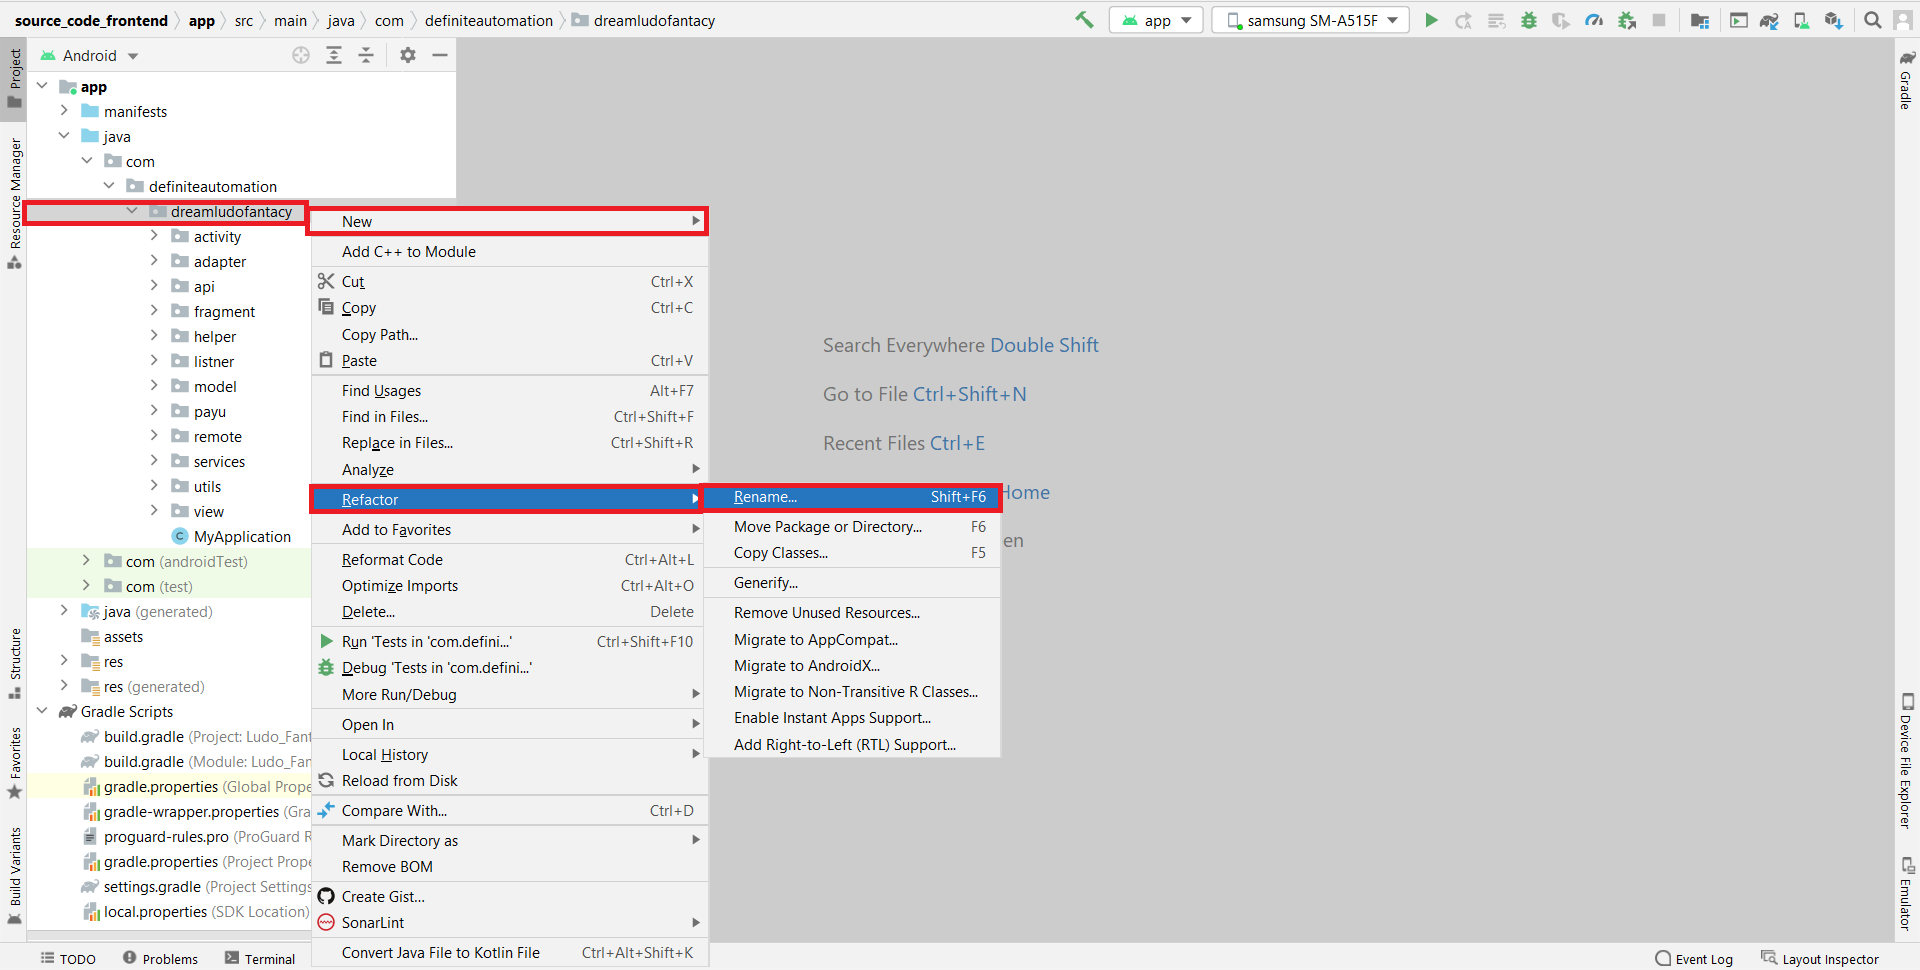 source_code_frontend app src main java com definiteautomation dreamludofantacy
app samsung SM-A515F
Android
Project
Resource Manager
Structure
Favorites
Build Variants
app
manifests
java
com
definiteautomation
dreamludofantacy
activity
adapter
api
fragment
helper
listner
model
payu
remote
services
utils
view
MyApplication
com (androidTest)
com (test)
java (generated)
assets
res
res (generated)
Gradle Scripts
build.gradle (Project: Ludo_Fant
build.gradle (Module: Ludo_Fan
gradle.properties (Global Prope
gradle-wrapper.properties (Gra
proguard-rules.pro (ProGuard R
gradle.properties (Project Prope
settings.gradle (Project Settings
local.properties (SDK Location)
New
Add C++ to Module
Cut Ctrl+X
Copy Ctrl+C
Copy Path...
Paste Ctrl+V
Find Usages Alt+F7
Find in Files... Ctrl+Shift+F
Replace in Files... Ctrl+Shift+R
Analyze
Refactor
Add to Favorites
Reformat Code Ctrl+Alt+L
Optimize Imports Ctrl+Alt+O
Delete... Delete
Run 'Tests in 'com.defini...' Ctrl+Shift+F10
Debug 'Tests in 'com.defini...'
More Run/Debug
Open In
Local History
Reload from Disk
Compare With... Ctrl+D
Mark Directory as
Remove BOM
Create Gist...
SonarLint
Convert Java File to Kotlin File Ctrl+Alt+Shift+K
Rename... Shift+F6
Move Package or Directory... F6
Copy Classes... F5
Generify...
Remove Unused Resources...
Migrate to AppCompat...
Migrate to AndroidX...
Migrate to Non-Transitive R Classes...
Enable Instant Apps Support...
Add Right-to-Left (RTL) Support...
Search Everywhere Double Shift
Go to File Ctrl+Shift+N
Recent Files Ctrl+E
Home
en
Gradle
Device File Explorer
Emulator
TODO Problems Terminal
Event Log Layout Inspector